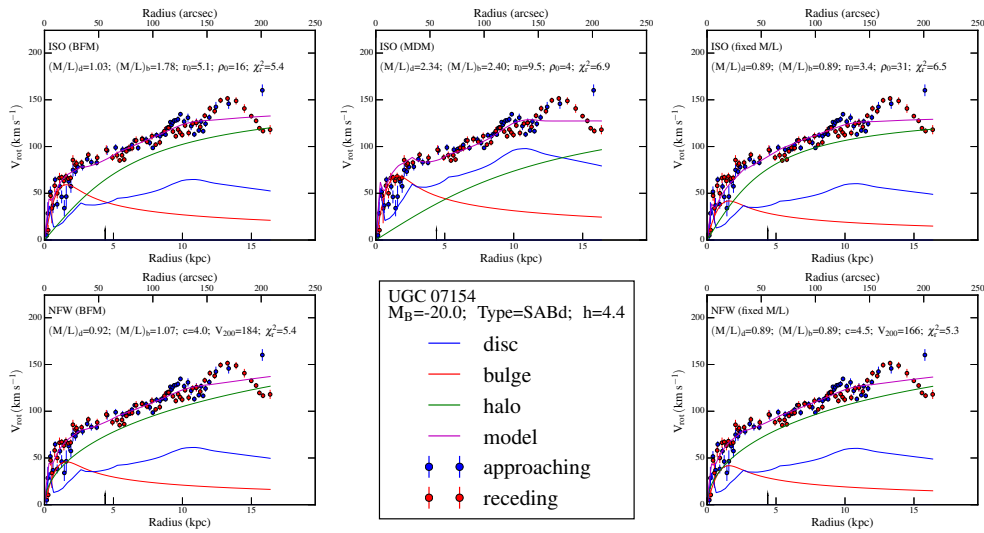 Radius (arcsec)
0 50 100 150 200 250
ISO (BFM)
(M/L)d=1.03; (M/L)b=1.78; r0=5.1; ρ0=16; χ²r=5.4
Vrot(km s⁻¹)
200
150
100
50
0
0 5 10 15
Radius (kpc)
Radius (arcsec)
0 50 100 150 200 250
ISO (MDM)
(M/L)d=2.34; (M/L)b=2.40; r0=9.5; ρ0=4; χ²r=6.9
Vrot(km s⁻¹)
200
150
100
50
0
0 5 10 15
Radius (kpc)
Radius (arcsec)
0 50 100 150 200 250
ISO (fixed M/L)
(M/L)d=0.89; (M/L)b=0.89; r0=3.4; ρ0=31; χ²r=6.5
Vrot(km s⁻¹)
200
150
100
50
0
0 5 10 15
Radius (kpc)
Radius (arcsec)
0 50 100 150 200 250
NFW (BFM)
(M/L)d=0.92; (M/L)b=1.07; c=4.0; V200=184; χ²r=5.4
Vrot(km s⁻¹)
200
150
100
50
0
0 5 10 15
Radius (kpc)
UGC 07154
MB=-20.0; Type=SABd; h=4.4
disc
bulge
halo
model
approaching
receding
Radius (arcsec)
0 50 100 150 200 250
NFW (fixed M/L)
(M/L)d=0.89; (M/L)b=0.89; c=4.5; V200=166; χ²r=5.3
Vrot(km s⁻¹)
200
150
100
50
0
0 5 10 15
Radius (kpc)